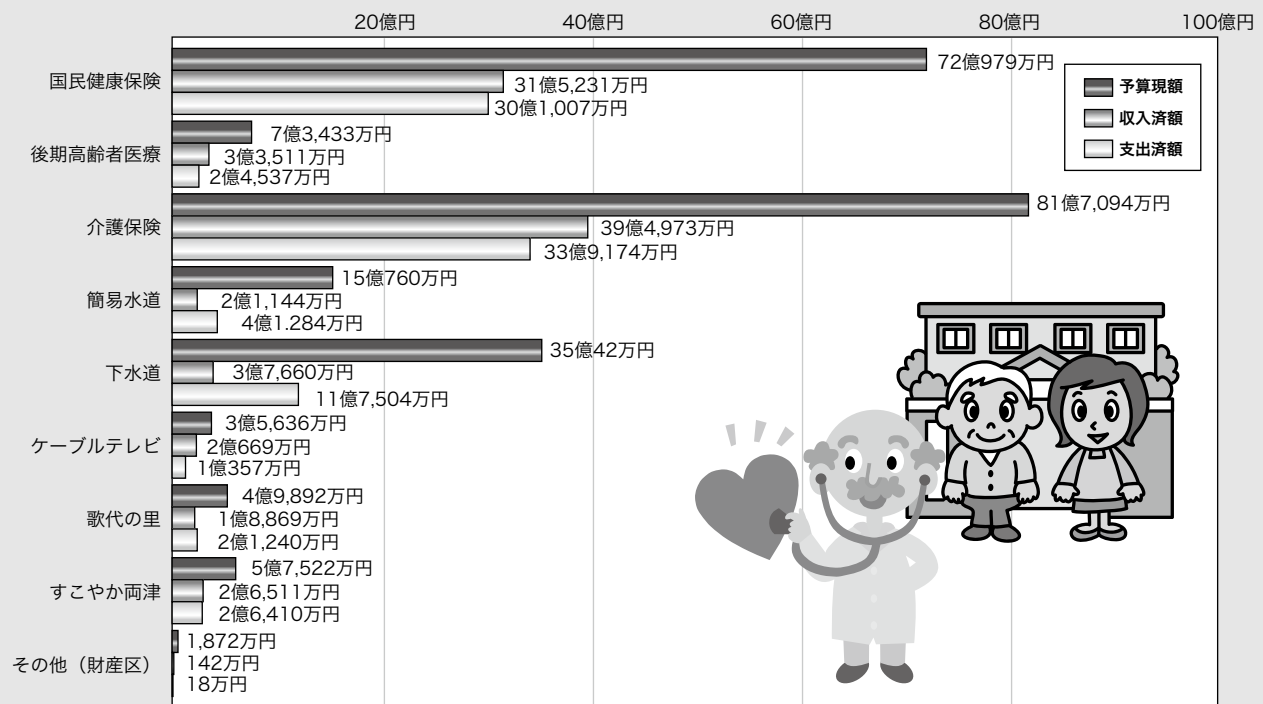 20億円 40億円 60億円 80億円 100億円
予算現額
収入済額
支出済額
国民健康保険
72億979万円
31億5,231万円
30億1,007万円
後期高齢者医療
7億3,433万円
3億3,511万円
2億4,537万円
介護保険
81億7,094万円
39億4,973万円
33億9,174万円
簡易水道
15億760万円
2億1,144万円
4億1.284万円
下水道
35億42万円
3億7,660万円
11億7,504万円
ケーブルテレビ
3億5,636万円
2億669万円
1億357万円
歌代の里
4億9,892万円
1億8,869万円
2億1,240万円
すこやか両津
5億7,522万円
2億6,511万円
2億6,410万円
その他（財産区）
1,872万円
142万円
18万円